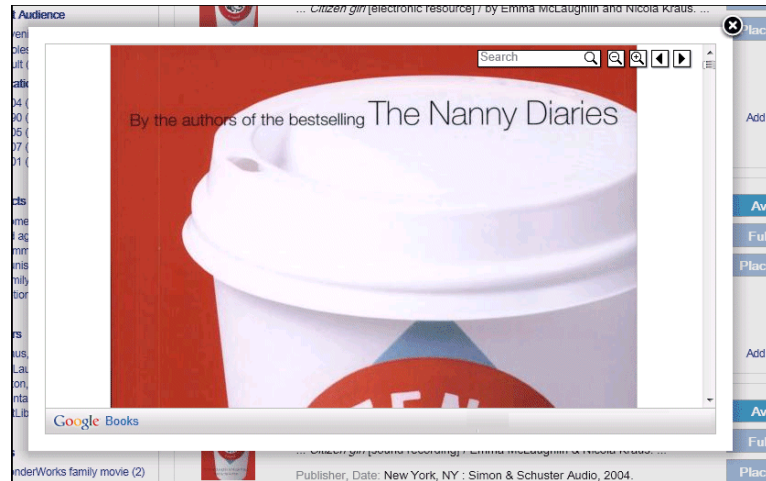 t Audience
... Citizen girl [electronic resource] / by Emma McLaughlin and Nicola Kraus. ...
Search
By the authors of the bestselling The Nanny Diaries
Add
Av
Ful
Plac
Add
Av
Ful
Plac
Google Books
... Citizen girl [sound recording] / Emma McLaughlin & Nicola Kraus. ...
onderWorks family movie (2)
Publisher, Date: New York, NY : Simon & Schuster Audio, 2004.